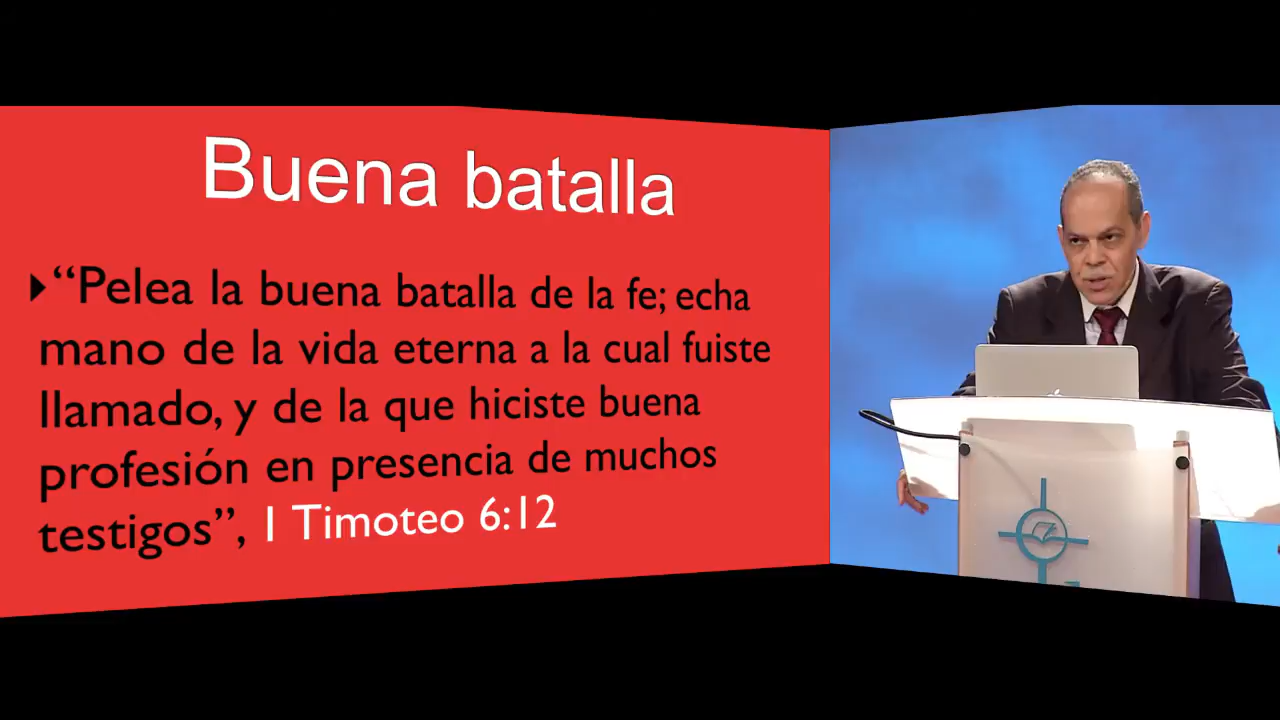 Buena batalla
“Pelea la buena batalla de la fe; echa
mano de la vida eterna a la cual fuiste
llamado, y de la que hiciste buena
profesión en presencia de muchos
testigos”, 1 Timoteo 6:12